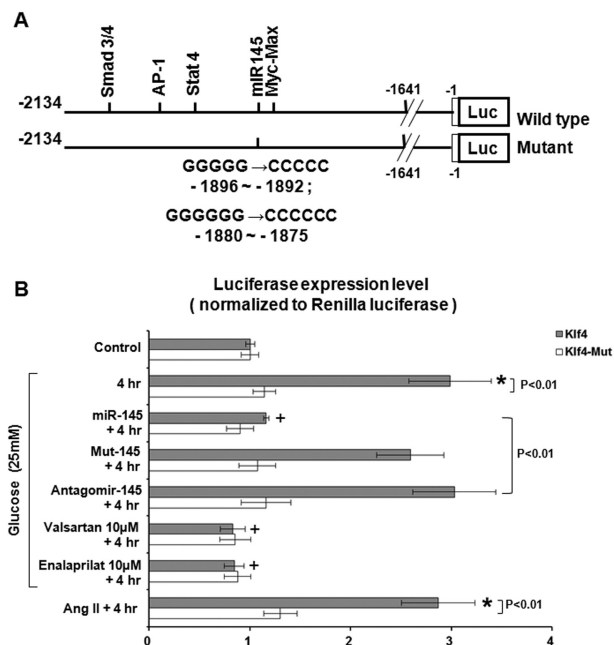 A
Smad 3/4
AP-1
Stat 4
miR145
Myc-Max
-2134
-1641
-1
Luc
Wild type
-2134
-1641
-1
Luc
Mutant
GGGGG→CCCCC
- 1896 ~ - 1892 ;
GGGGGG→CCCCCC
- 1880 ~ - 1875
B
Luciferase expression level
( normalized to Renilla luciferase )
Klf4
Klf4-Mut
Control
Glucose (25mM)
4 hr
* P<0.01
miR-145
+ 4 hr
+
Mut-145
+ 4 hr
P<0.01
Antagomir-145
+ 4 hr
Valsartan 10µM
+ 4 hr
+
Enalaprilat 10µM
+ 4 hr
+
Ang II + 4 hr
* P<0.01
0 1 2 3 4